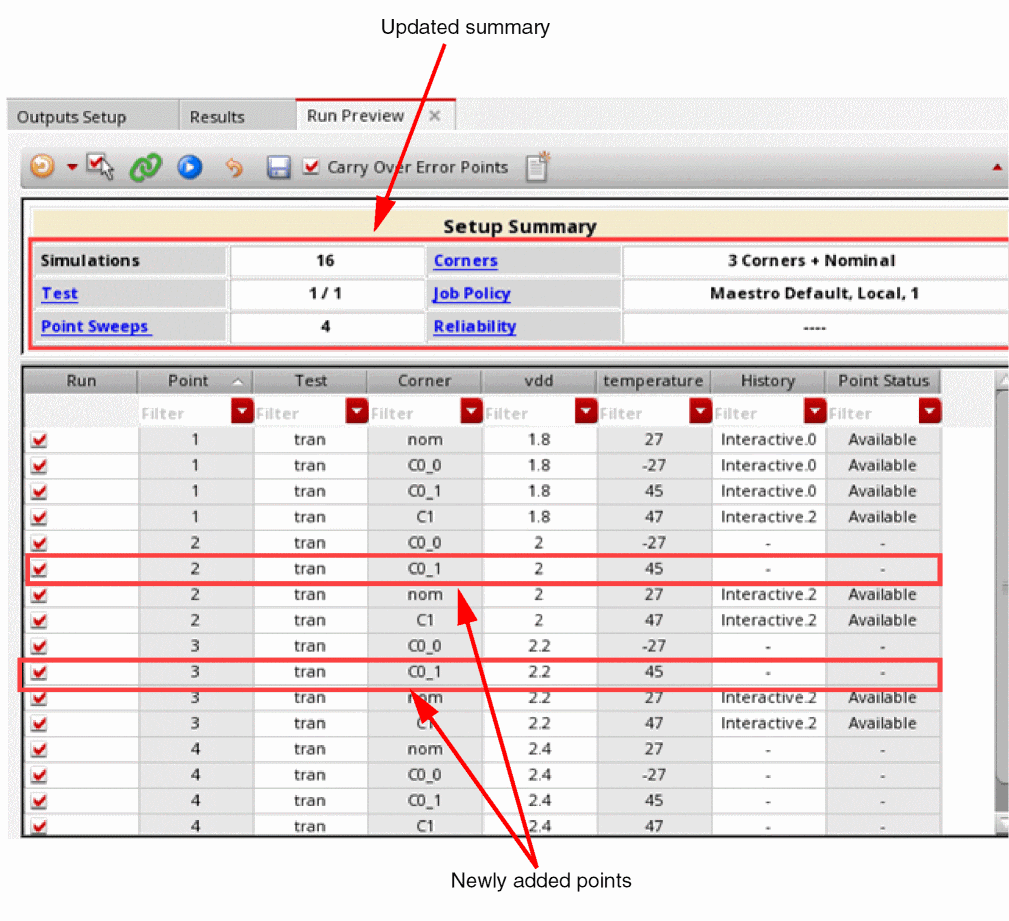 Updated summary
Outputs Setup Results Run Preview
Carry Over Error Points
Setup Summary
Simulations 16 Corners 3 Corners + Nominal
Test 1 / 1 Job Policy Maestro Default, Local, 1
Point Sweeps 4 Reliability ----
Run Point Test Corner vdd temperature History Point Status
Filter Filter Filter Filter Filter Filter Filter
1 tran nom 1.8 27 Interactive.0 Available
1 tran C0_0 1.8 -27 Interactive.0 Available
1 tran C0_1 1.8 45 Interactive.0 Available
1 tran C1 1.8 47 Interactive.2 Available
2 tran C0_0 2 -27 - -
2 tran C0_1 2 45 - -
2 tran nom 2 27 Interactive.2 Available
2 tran C1 2 47 Interactive.2 Available
3 tran C0_0 2.2 -27 - -
3 tran C0_1 2.2 45 - -
3 tran nom 2.2 27 Interactive.2 Available
3 tran C1 2.2 47 Interactive.2 Available
4 tran nom 2.4 27 - -
4 tran C0_0 2.4 -27 - -
4 tran C0_1 2.4 45 - -
4 tran C1 2.4 47 - -
Newly added points